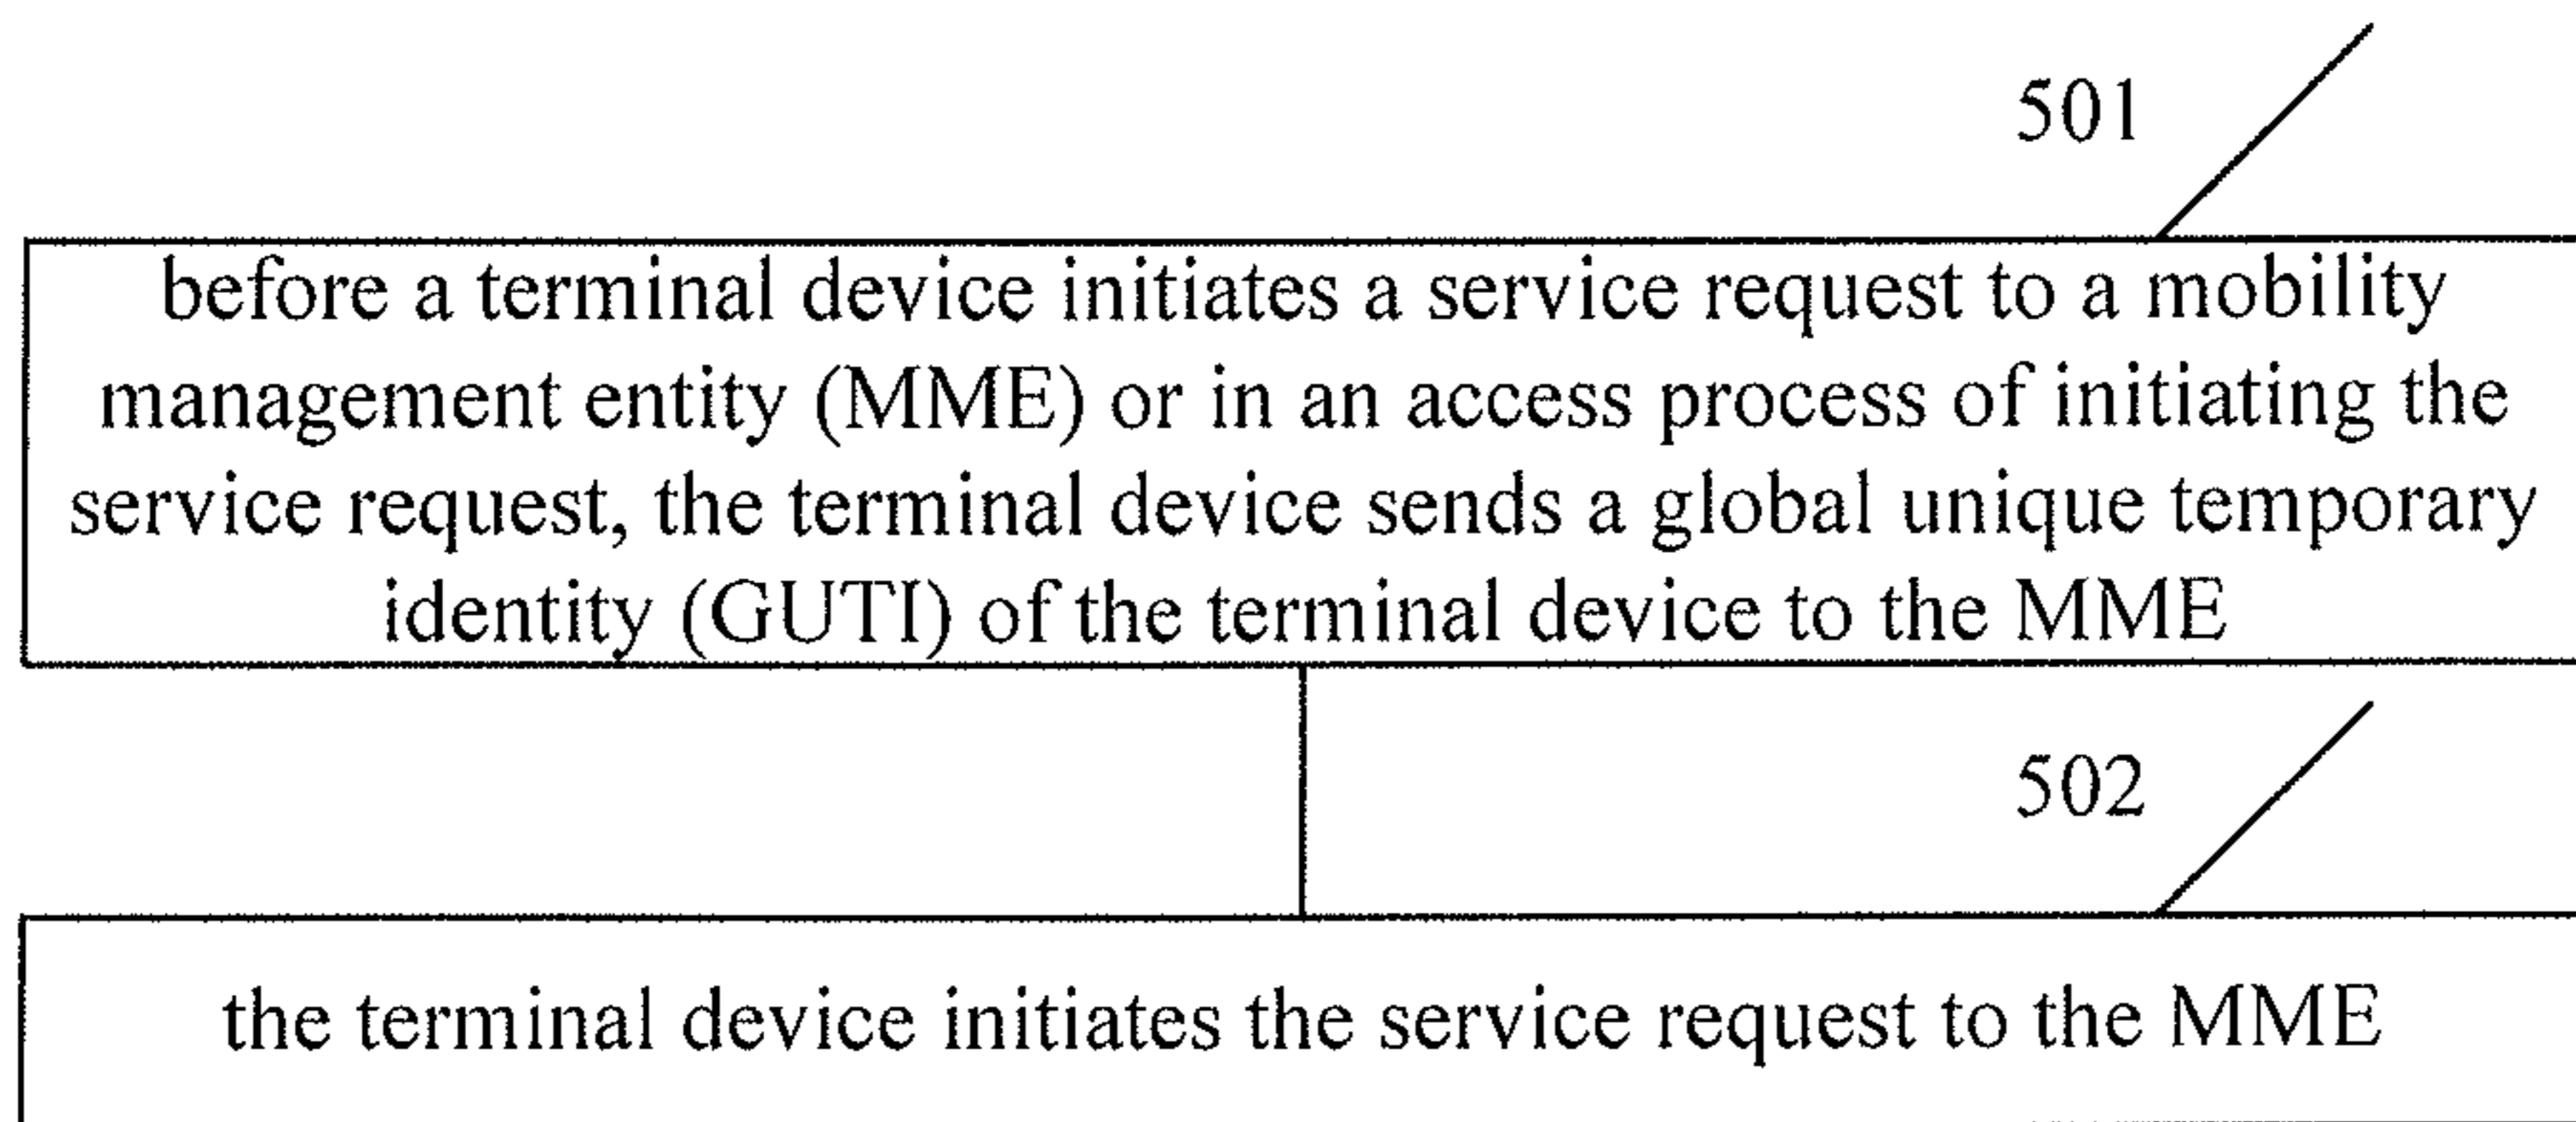 501
before a terminal device initiates a service request to a mobility
management entity (MME) or in an access process of initiating the
service request, the terminal device sends a global unique temporary
identity (GUTI) of the terminal device to the MME
502
the terminal device initiates the service request to the MME